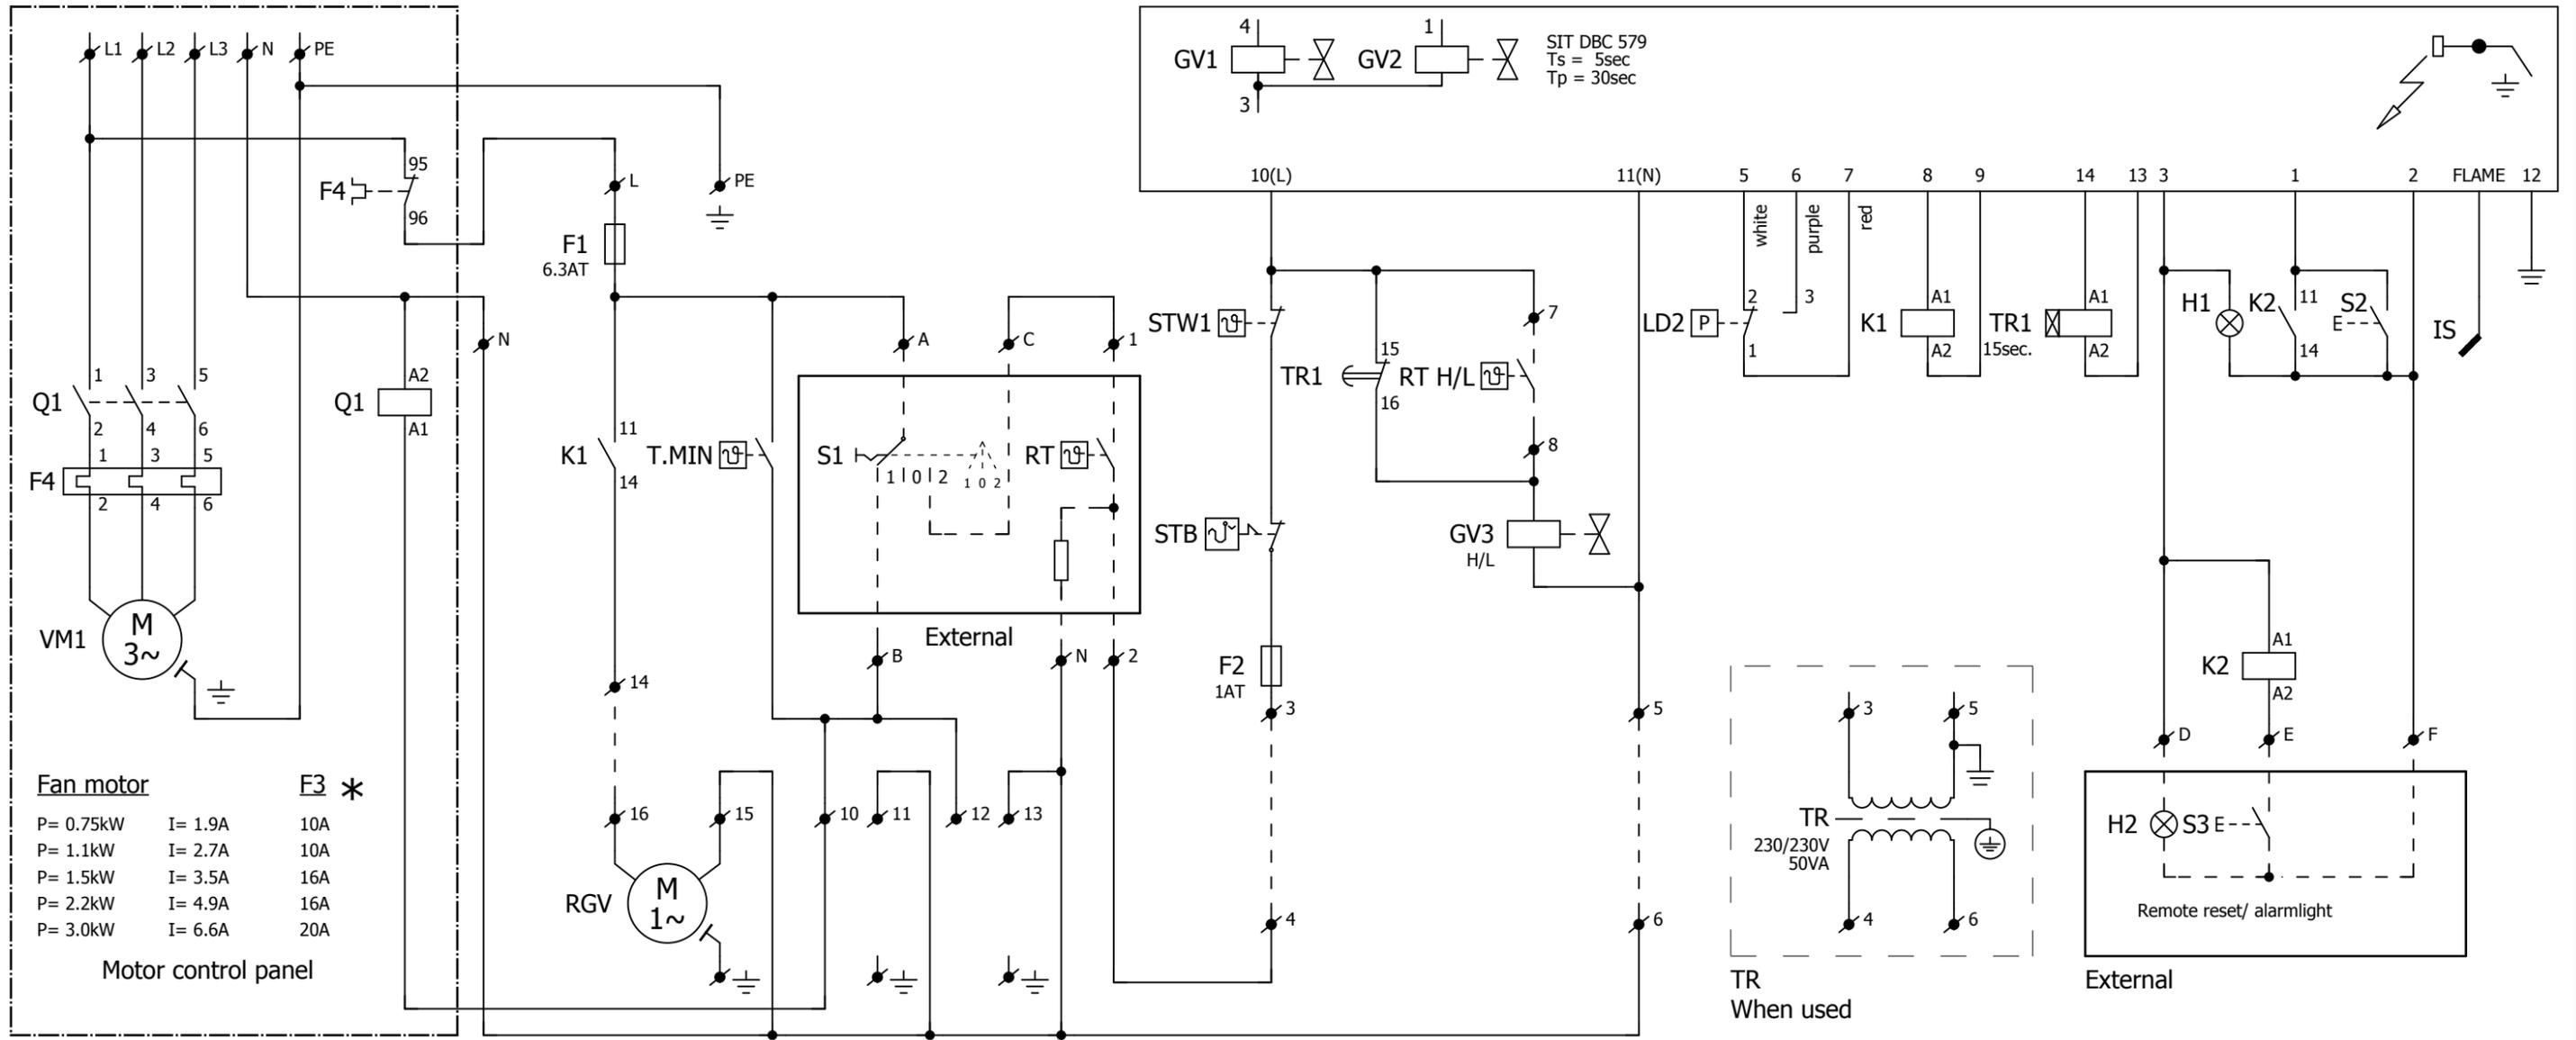 L1 L2 L3 N PE
4
GV1
3
1
GV2
SIT DBC 579
Ts = 5sec
Tp = 30sec
95
F4
96
L
PE
F1
6.3AT
10(L) 11(N) 5 6 7 8 9 14 13 3 1 2 FLAME 12
white
purple
red
N
A
C
1
STW1
7
TR1
15
16
RT H/L
8
LD2
P
2
3
1
K1
A1
A2
TR1
15sec.
A1
A2
H1
K2
11
14
S2
E
IS
Q1
1 3 5
2 4 6
Q1
A2
A1
F4
1 3 5
2 4 6
K1
11
14
T.MIN
S1
1 0 2
1 0 2
RT
External
STB
GV3
H/L
VM1
M
3~
B
N
2
14
F2
1AT
3
5
K2
A1
A2
D
E
F
Fan motor F3 *
P= 0.75kW I= 1.9A 10A
P= 1.1kW I= 2.7A 10A
P= 1.5kW I= 3.5A 16A
P= 2.2kW I= 4.9A 16A
P= 3.0kW I= 6.6A 20A
Motor control panel
16
15
10
11
12
13
RGV
M
1~
4
6
3
5
TR
230/230V
50VA
4
6
TR
When used
H2
S3
E
Remote reset/ alarmlight
External